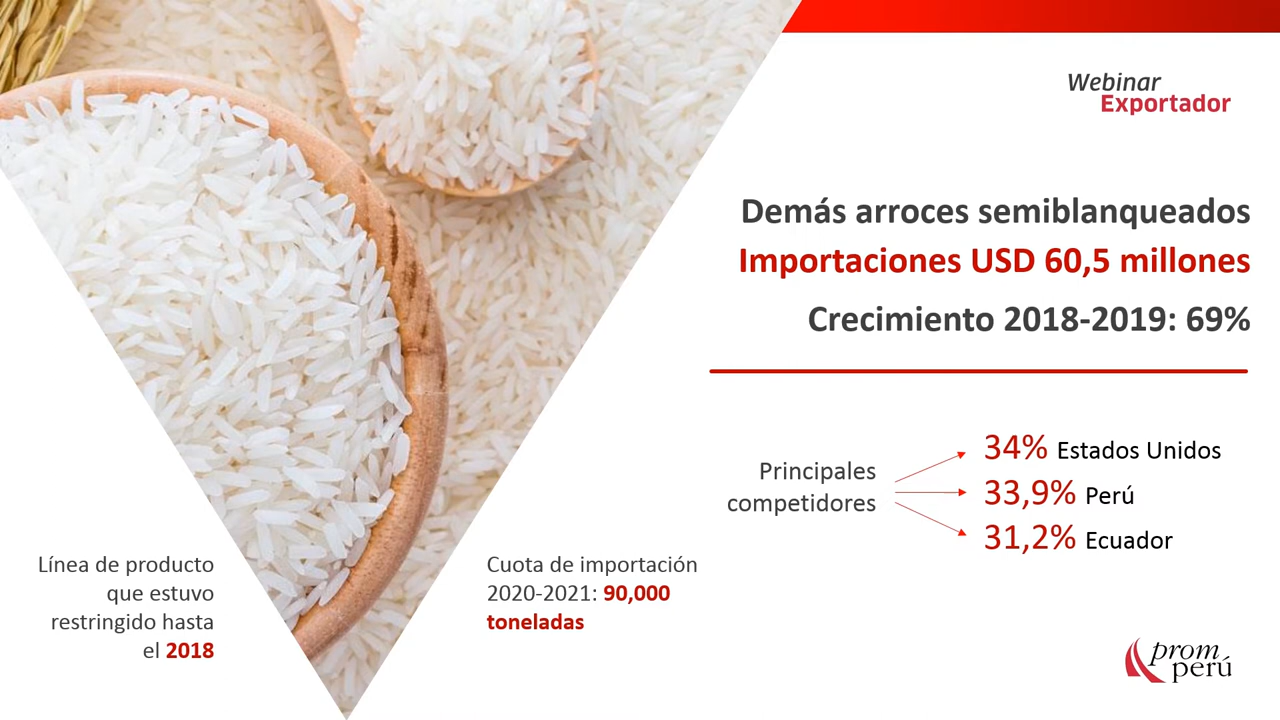 Webinar
Exportador
Demás arroces semiblanqueados
Importaciones USD 60,5 millones
Crecimiento 2018-2019: 69%
Principales
competidores
34% Estados Unidos
33,9% Perú
31,2% Ecuador
Línea de producto
que estuvo
restringido hasta
el 2018
Cuota de importación
2020-2021: 90,000
toneladas
prom
perú